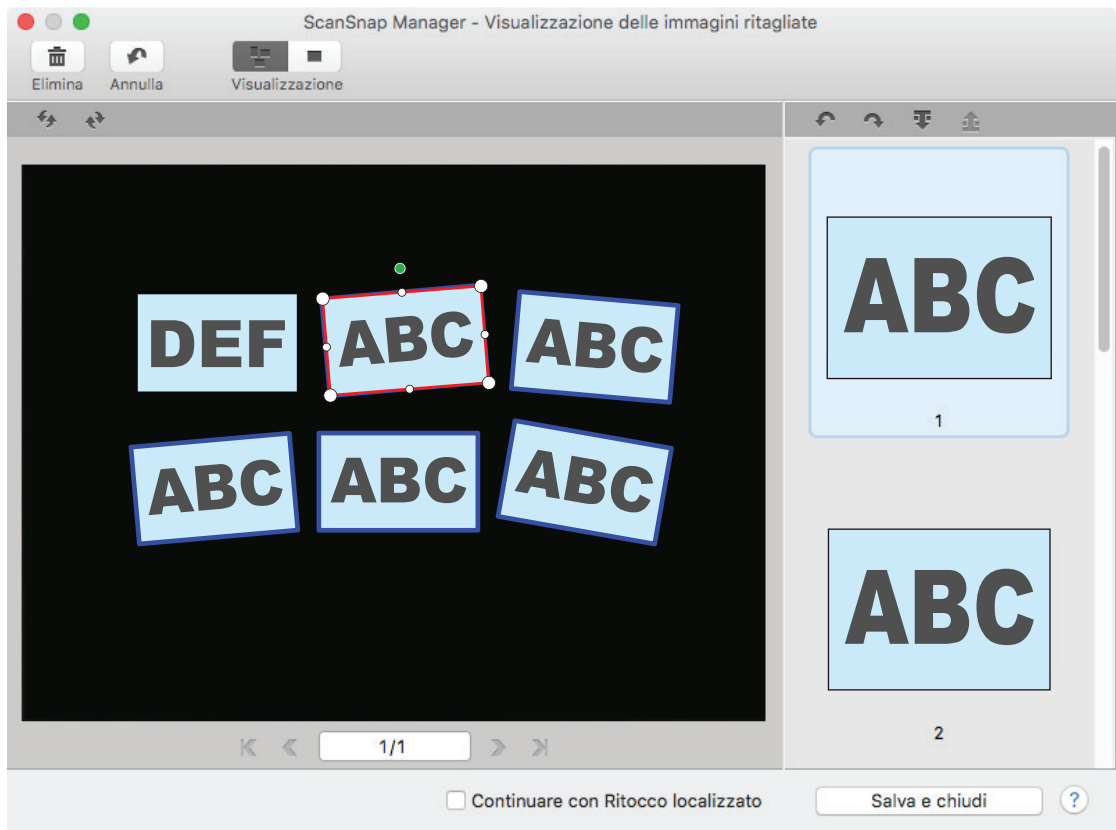 ScanSnap Manager - Visualizzazione delle immagini ritagliate
Elimina Annulla Visualizzazione
DEF ABC ABC
ABC ABC ABC
1/1
ABC
1
ABC
2
Continuare con Ritocco localizzato Salva e chiudi ?